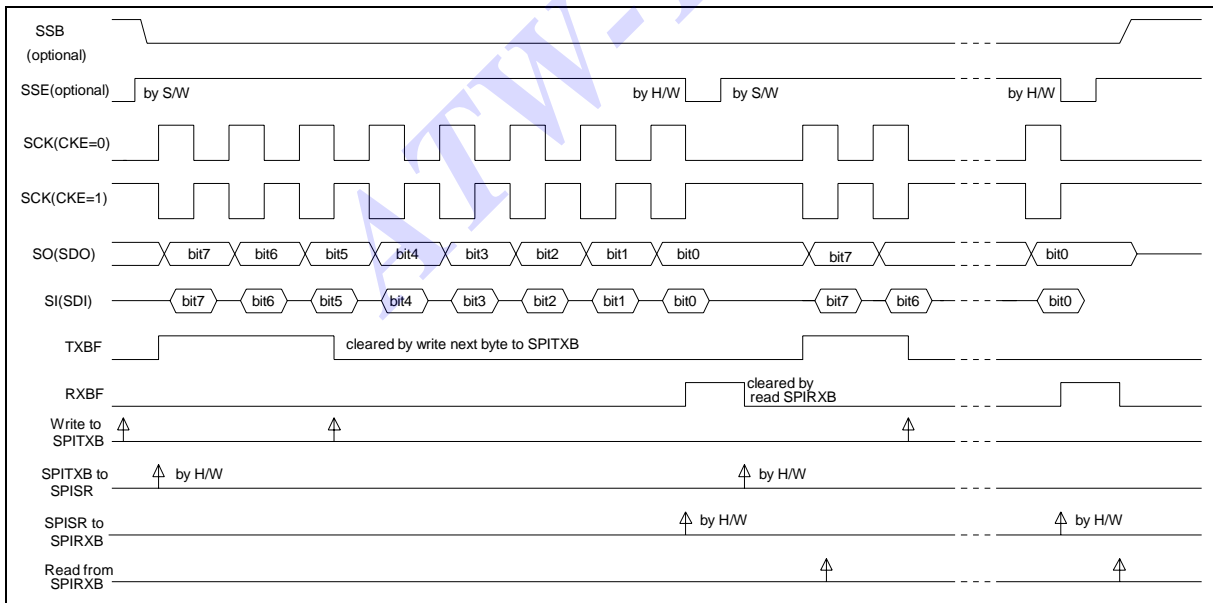 SSB
(optional)
SSE(optional) by S/W by H/W by S/W by H/W
SCK(CKE=0)
SCK(CKE=1)
SO(SDO) bit7 bit6 bit5 bit4 bit3 bit2 bit1 bit0 bit7 bit0
SI(SDI) bit7 bit6 bit5 bit4 bit3 bit2 bit1 bit0 bit7 bit6 bit0
TXBF cleared by write next byte to SPITXB
RXBF cleared by
read SPIRXB
Write to
SPITXB
SPITXB to
SPISR by H/W
SPISR to
SPIRXB by H/W by H/W
Read from
SPIRXB
ATW-